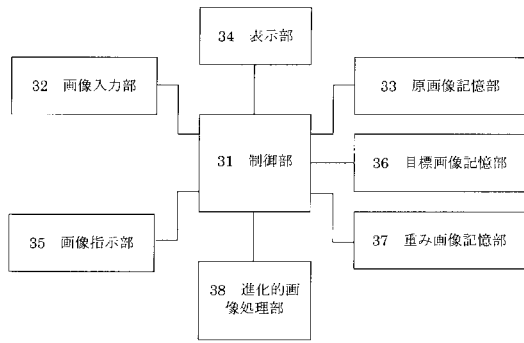 34 表示部
32 画像入力部
33 原画像記憶部
31 制御部
36 目標画像記憶部
35 画像指示部
37 重み画像記憶部
38 進化的画
像処理部